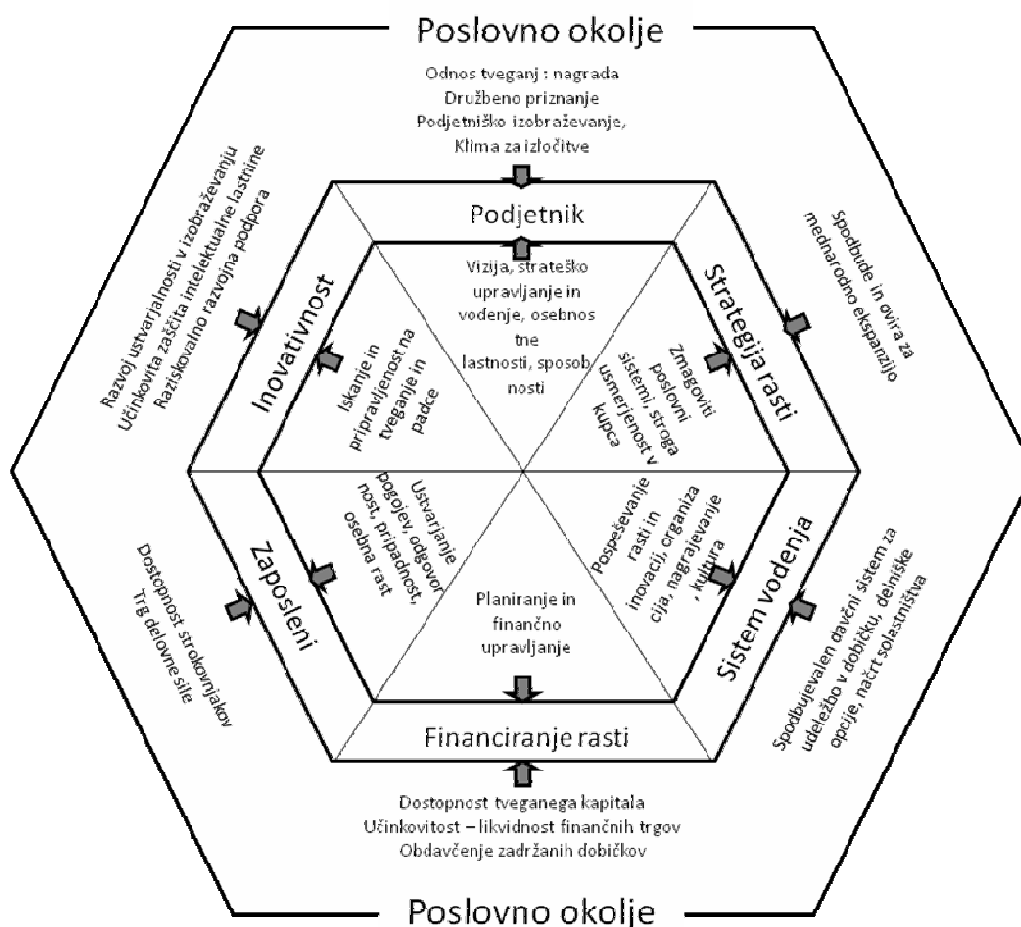 Poslovno okolje
Odnos tveganj : nagrada
Družbeno priznanje
Podjetniško izobraževanje,
Klima za izločitve
Podjetnik
Vizija, strateško
upravljanje in
vodenje, osebnos
tne
lastnosti, sposob
nosti
Razvoj ustvarjalnosti v izobraževanju
Učinkovita zaščita intelektualne lastnine
Raziskovalno razvojna podpora
Inovativnost
Iskanje in
pripravljenost na
tveganje in
padce
Spodbude in ovira za
mednarodno ekspanzijo
Strategija rasti
Zmagoviti
poslovni
sistemi, stroga
usmerjenost v
kupca
Dostopnost strokovnjakov
Trg delovne sile
Zaposleni
Ustvarjanje
pogojev, odgovor
nost, pripadnost,
osebna rast
Pospeševanje
rasti in
inovacij, organiza
cija, nagrajevanje
, kultura
Sistem vodenja
Spodbujevalen davčni sistem za
udeležbo v dobičku, delniške
opcije, načrt solastništva
Planiranje in
finančno
upravljanje
Financiranje rasti
Dostopnost tveganega kapitala
Učinkovitost – likvidnost finančnih trgov
Obdavčenje zadržanih dobičkov
Poslovno okolje